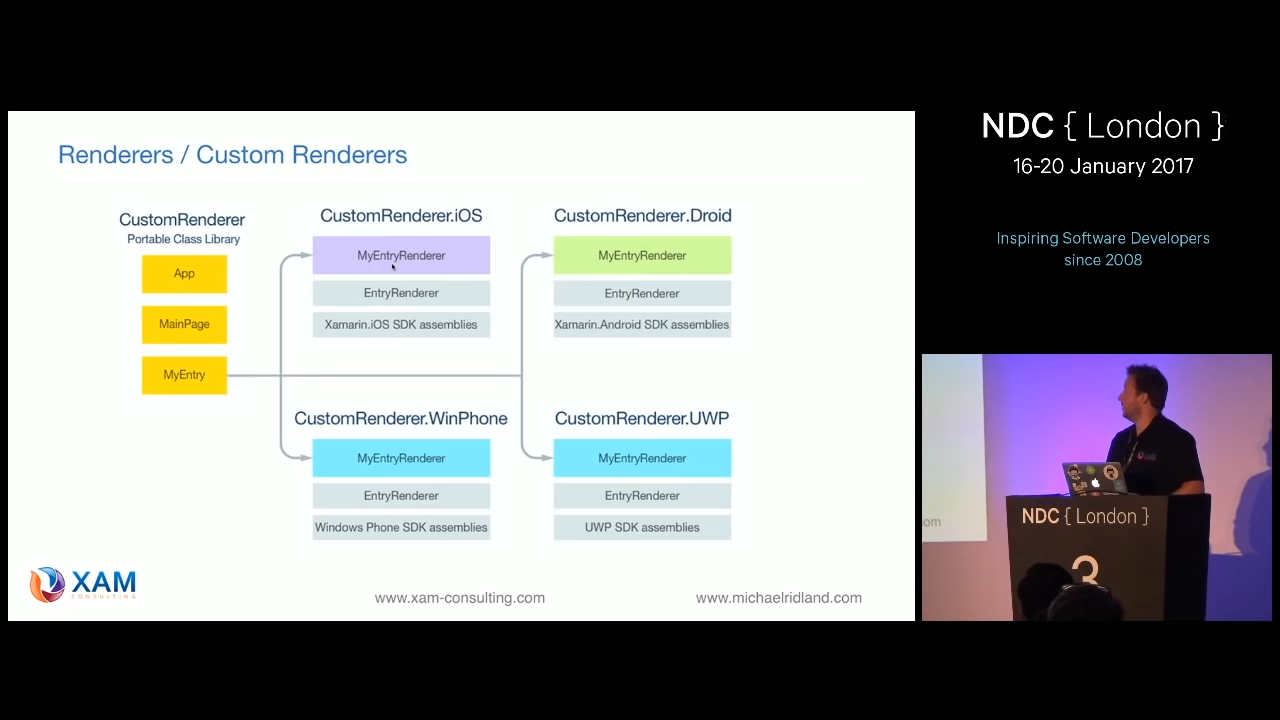 Renderers / Custom Renderers
CustomRenderer
Portable Class Library
App
MainPage
MyEntry
CustomRenderer.iOS
MyEntryRenderer
EntryRenderer
Xamarin.iOS SDK assemblies
CustomRenderer.Droid
MyEntryRenderer
EntryRenderer
Xamarin.Android SDK assemblies
CustomRenderer.WinPhone
MyEntryRenderer
EntryRenderer
Windows Phone SDK assemblies
CustomRenderer.UWP
MyEntryRenderer
EntryRenderer
UWP SDK assemblies
XAM
CONSULTING
www.xam-consulting.com
www.michaelridland.com
NDC { London }
16-20 January 2017
Inspiring Software Developers
since 2008
om
NDC { London }
3